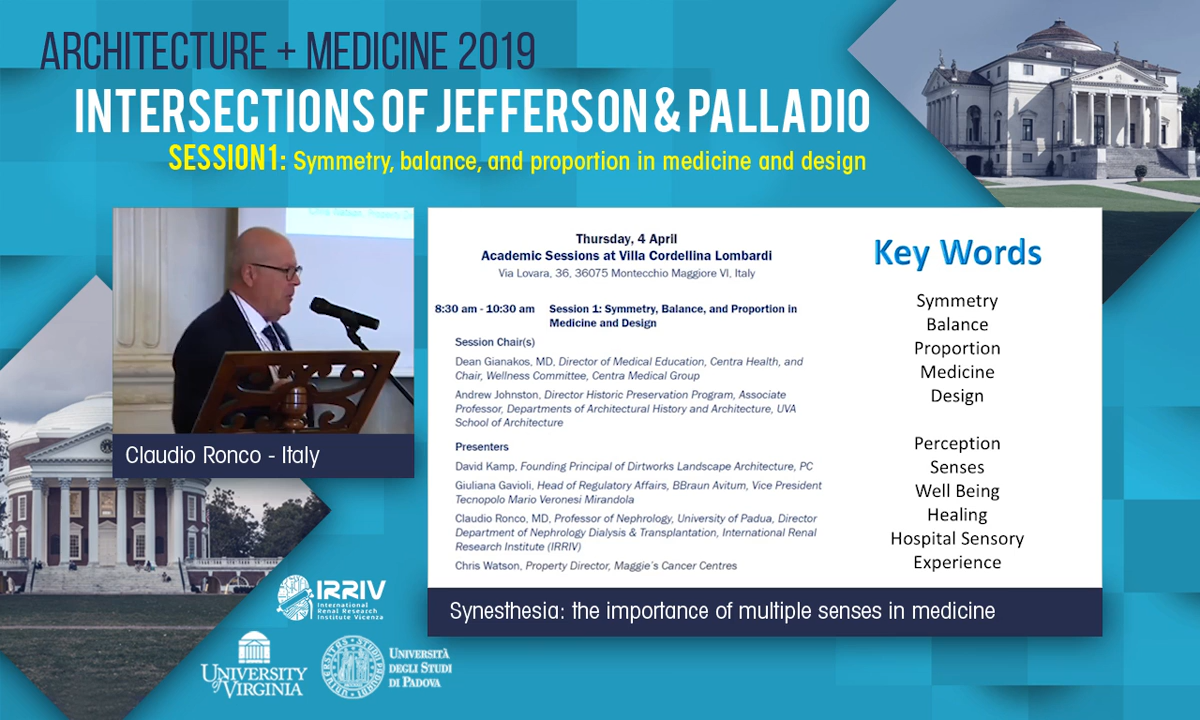 ARCHITECTURE + MEDICINE 2019
INTERSECTIONS OF JEFFERSON & PALLADIO
SESSION1: Symmetry, balance, and proportion in medicine and design
Claudio Ronco - Italy
Thursday, 4 April
Academic Sessions at Villa Cordellina Lombardi
Via Lovara, 36, 36075 Montecchio Maggiore VI, Italy
8:30 am - 10:30 am Session 1: Symmetry, Balance, and Proportion in
Medicine and Design
Session Chair(s)
Dean Gianakos, MD, Director of Medical Education, Centra Health, and
Chair, Wellness Committee, Centra Medical Group
Andrew Johnston, Director Historic Preservation Program, Associate
Professor, Departments of Architectural History and Architecture, UVA
School of Architecture
Presenters
David Kamp, Founding Principal of Dirtworks Landscape Architecture, PC
Giuliana Gavioli, Head of Regulatory Affairs, BBraun Avitum, Vice President
Tecnopolo Mario Veronesi Mirandola
Claudio Ronco, MD, Professor of Nephrology, University of Padua, Director
Department of Nephrology Dialysis & Transplantation, International Renal
Research Institute (IRRIV)
Chris Watson, Property Director, Maggie's Cancer Centres
Key Words
Symmetry
Balance
Proportion
Medicine
Design
Perception
Senses
Well Being
Healing
Hospital Sensory
Experience
Synesthesia: the importance of multiple senses in medicine
IRRIV
International
Renal Research
Institute Vicenza
UNIVERSITY
of VIRGINIA
UNIVERSITÀ
DEGLI STUDI
DI PADOVA